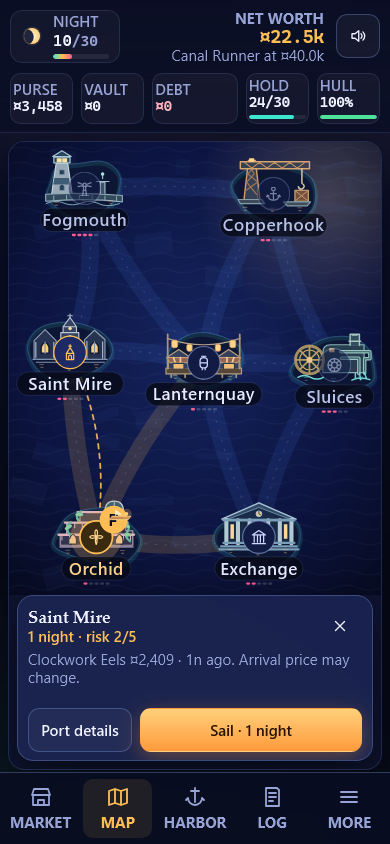 NIGHT
10/30
NET WORTH
¤22.5k
Canal Runner at ¤40.0k
PURSE
¤3,458
VAULT
¤0
DEBT
¤0
HOLD
24/30
HULL
100%
Fogmouth
Copperhook
Saint Mire
Lanternquay
Sluices
F
Orchid
Exchange
Saint Mire
1 night · risk 2/5
Clockwork Eels ¤2,409 · 1n ago. Arrival price may
change.
Port details
Sail · 1 night
MARKET
MAP
HARBOR
LOG
MORE